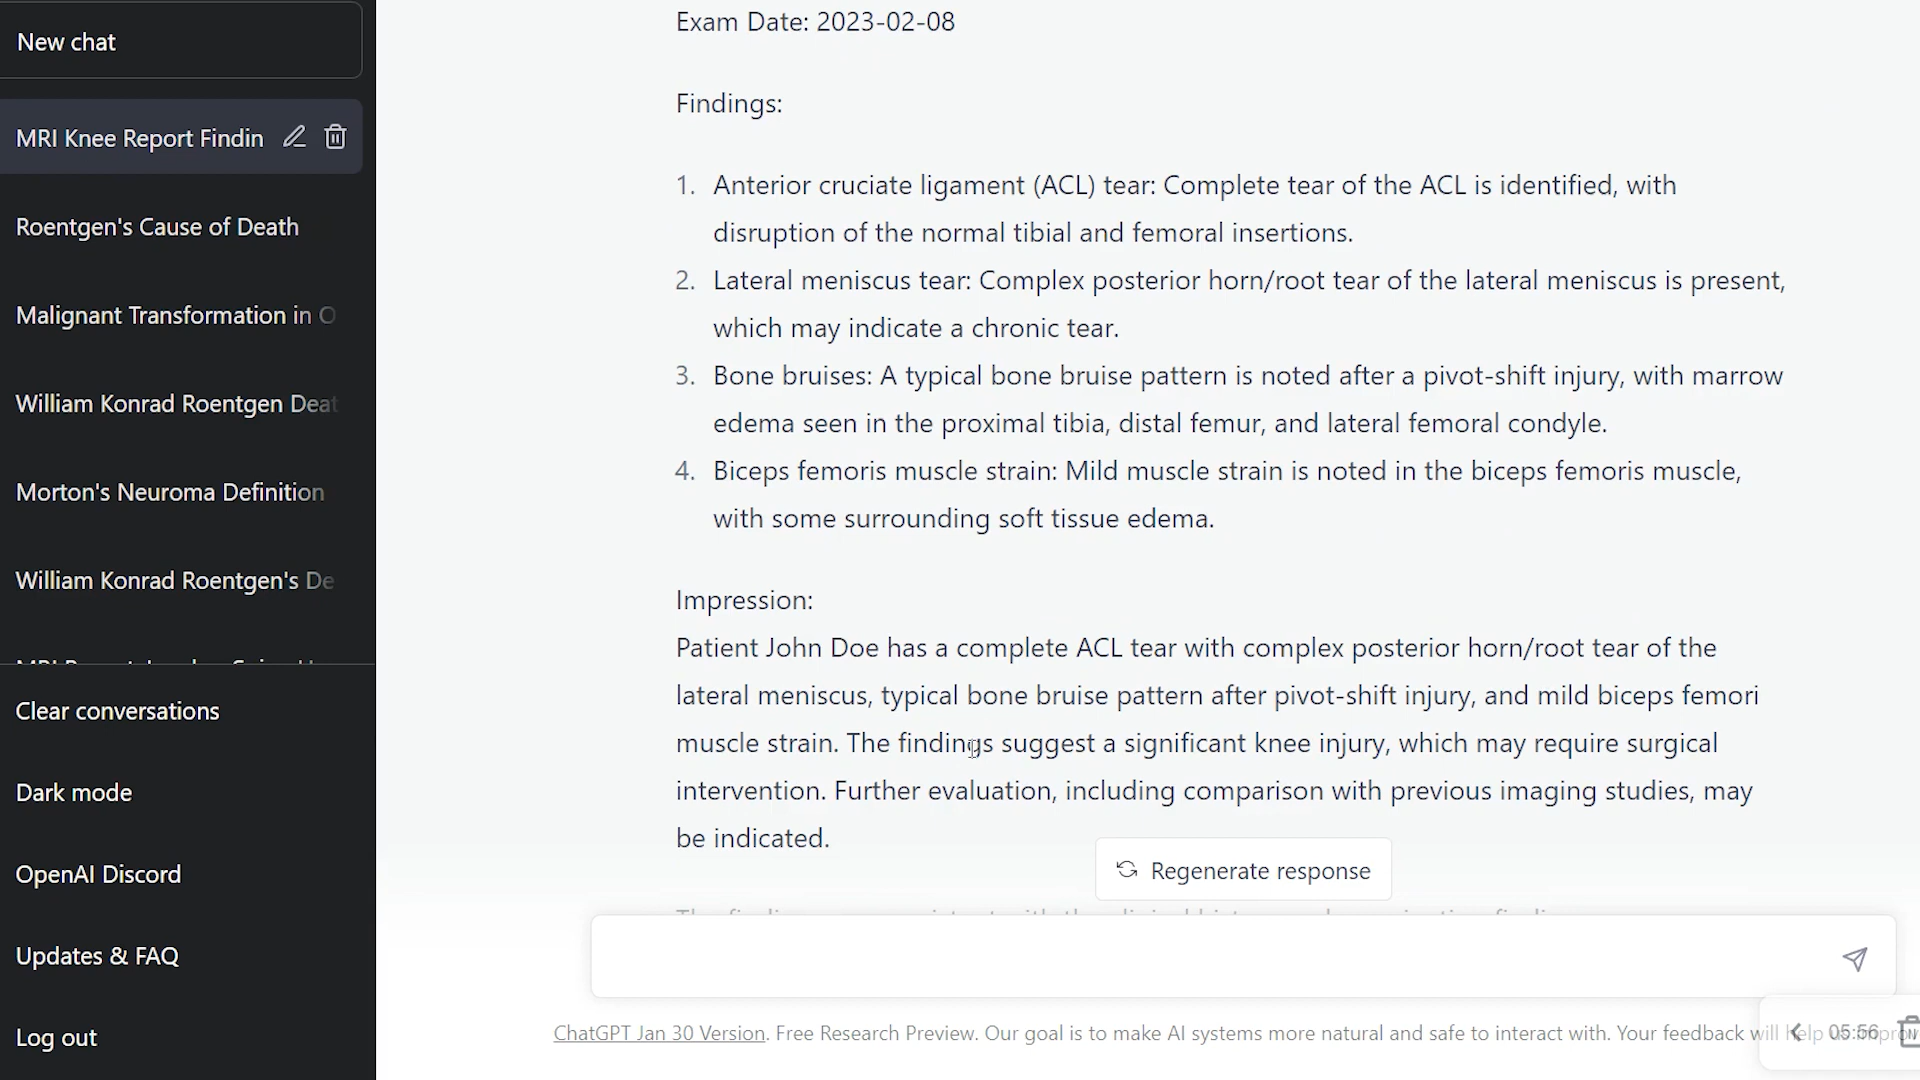 New chat
MRI Knee Report Findin
Roentgen's Cause of Death
Malignant Transformation in O
William Konrad Roentgen Deat
Morton's Neuroma Definition
William Konrad Roentgen's De
Clear conversations
Dark mode
OpenAI Discord
Updates & FAQ
Log out
Exam Date: 2023-02-08
Findings:
1. Anterior cruciate ligament (ACL) tear: Complete tear of the ACL is identified, with
disruption of the normal tibial and femoral insertions.
2. Lateral meniscus tear: Complex posterior horn/root tear of the lateral meniscus is present,
which may indicate a chronic tear.
3. Bone bruises: A typical bone bruise pattern is noted after a pivot-shift injury, with marrow
edema seen in the proximal tibia, distal femur, and lateral femoral condyle.
4. Biceps femoris muscle strain: Mild muscle strain is noted in the biceps femoris muscle,
with some surrounding soft tissue edema.
Impression:
Patient John Doe has a complete ACL tear with complex posterior horn/root tear of the
lateral meniscus, typical bone bruise pattern after pivot-shift injury, and mild biceps femori
muscle strain. The findings suggest a significant knee injury, which may require surgical
intervention. Further evaluation, including comparison with previous imaging studies, may
be indicated.
Regenerate response
ChatGPT Jan 30 Version. Free Research Preview. Our goal is to make AI systems more natural and safe to interact with. Your feedback will help
05:56